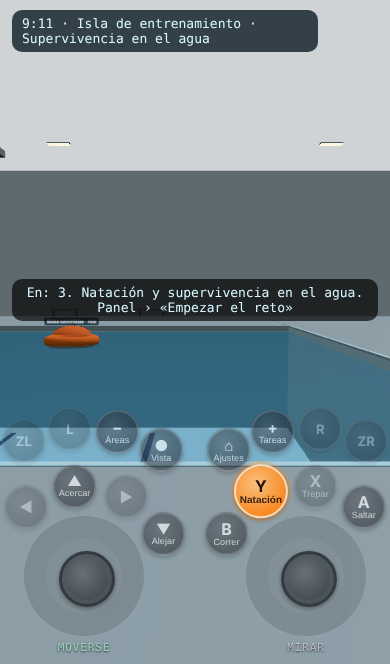 9:11 · Isla de entrenamiento ·
Supervivencia en el agua
En: 3. Natación y supervivencia en el agua.
Panel › «Empezar el reto»
ZL
L
−
Áreas
Vista
⌂
Ajustes
+
Tareas
R
ZR
Acercar
Y
Natación
X
Trepar
A
Saltar
Alejar
B
Correr
MOVERSE
MIRAR